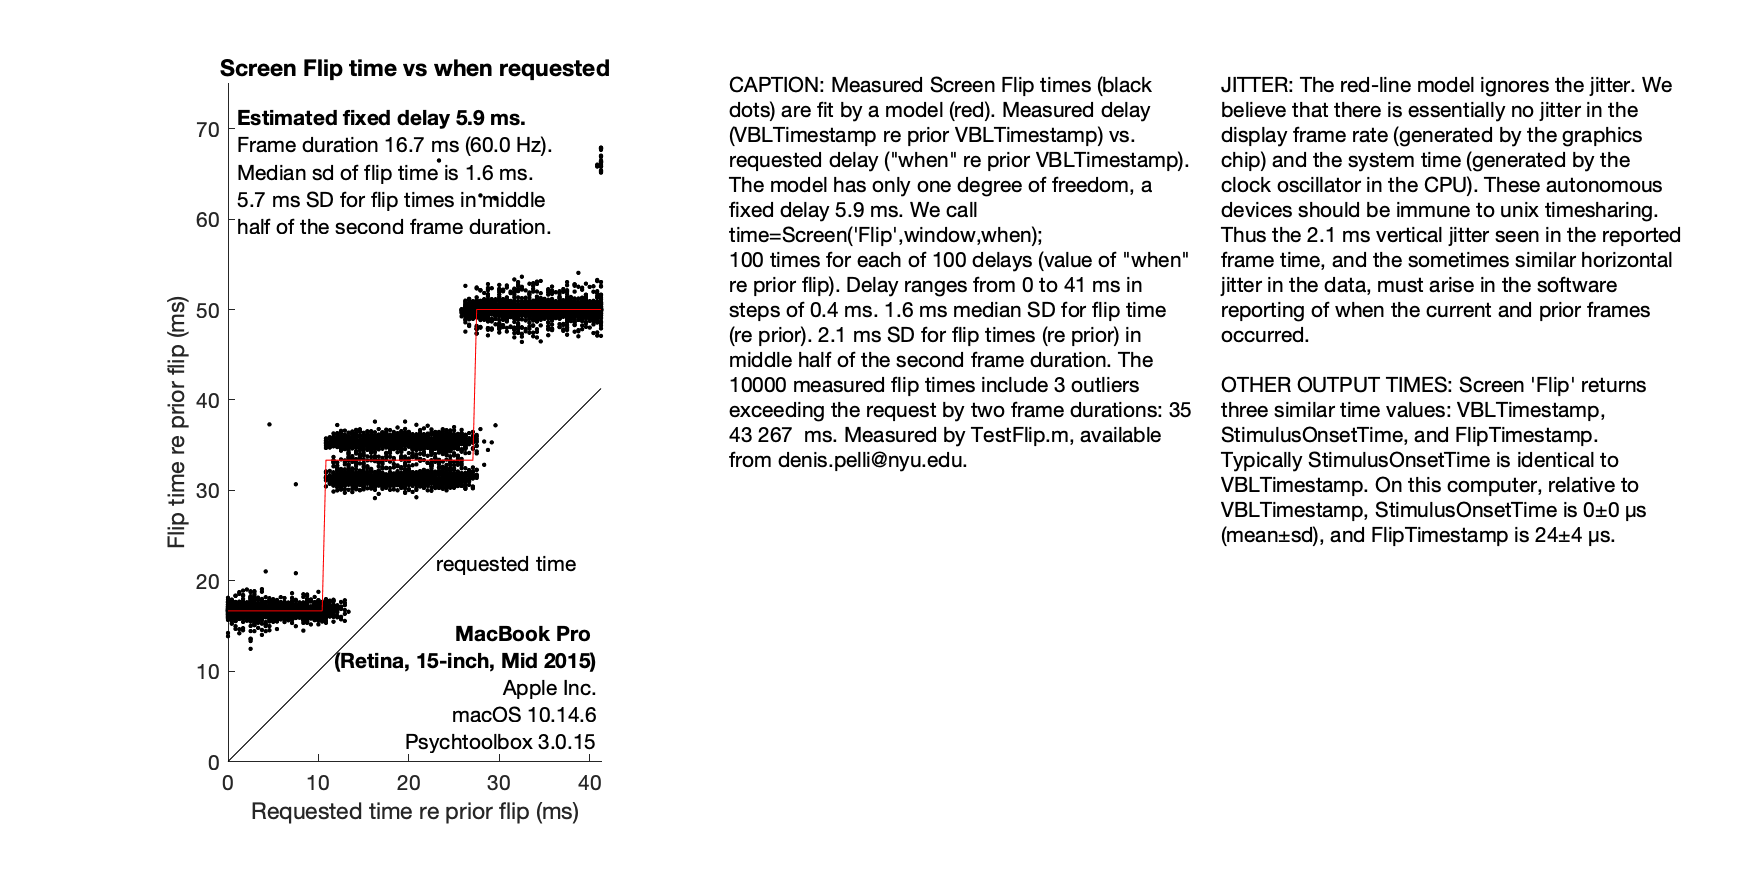 Screen Flip time vs when requested
Estimated fixed delay 5.9 ms.
Frame duration 16.7 ms (60.0 Hz).
Median sd of flip time is 1.6 ms.
5.7 ms SD for flip times in middle
half of the second frame duration.
70
60
50
40
30
20
10
0
Flip time re prior flip (ms)
requested time
MacBook Pro
(Retina, 15-inch, Mid 2015)
Apple Inc.
macOS 10.14.6
Psychtoolbox 3.0.15
0 10 20 30 40
Requested time re prior flip (ms)
CAPTION: Measured Screen Flip times (black
dots) are fit by a model (red). Measured delay
(VBLTimestamp re prior VBLTimestamp) vs.
requested delay ("when" re prior VBLTimestamp).
The model has only one degree of freedom, a
fixed delay 5.9 ms. We call
time=Screen('Flip',window,when);
100 times for each of 100 delays (value of "when"
re prior flip). Delay ranges from 0 to 41 ms in
steps of 0.4 ms. 1.6 ms median SD for flip time
(re prior). 2.1 ms SD for flip times (re prior) in
middle half of the second frame duration. The
10000 measured flip times include 3 outliers
exceeding the request by two frame durations: 35
43 267  ms. Measured by TestFlip.m, available
from denis.pelli@nyu.edu.
JITTER: The red-line model ignores the jitter. We
believe that there is essentially no jitter in the
display frame rate (generated by the graphics
chip) and the system time (generated by the
clock oscillator in the CPU). These autonomous
devices should be immune to unix timesharing.
Thus the 2.1 ms vertical jitter seen in the reported
frame time, and the sometimes similar horizontal
jitter in the data, must arise in the software
reporting of when the current and prior frames
occurred.
OTHER OUTPUT TIMES: Screen 'Flip' returns
three similar time values: VBLTimestamp,
StimulusOnsetTime, and FlipTimestamp.
Typically StimulusOnsetTime is identical to
VBLTimestamp. On this computer, relative to
VBLTimestamp, StimulusOnsetTime is 0±0 µs
(mean±sd), and FlipTimestamp is 24±4 µs.